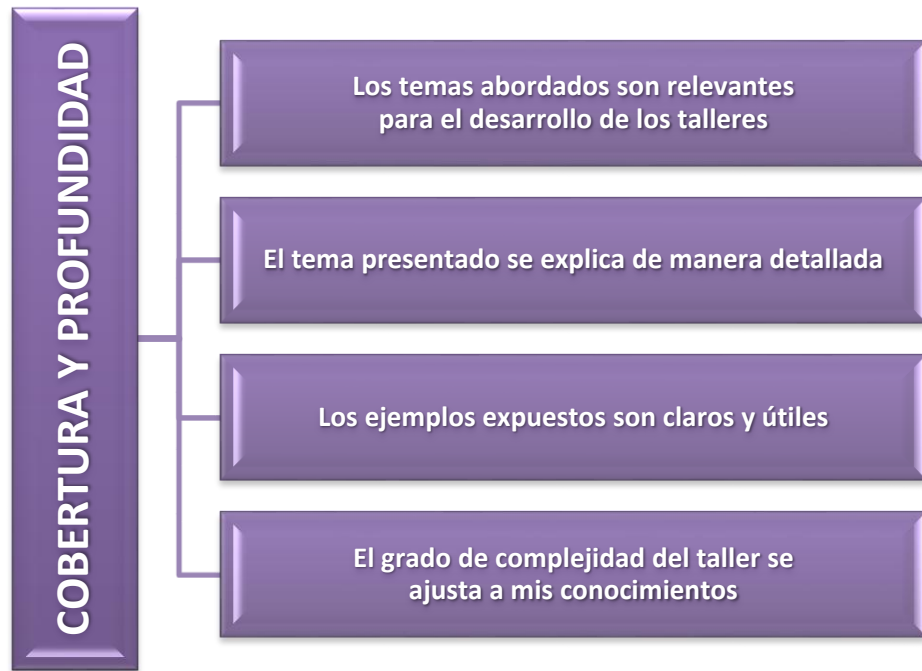 COBERTURA Y PROFUNDIDAD
Los temas abordados son relevantes
para el desarrollo de los talleres
El tema presentado se explica de manera detallada
Los ejemplos expuestos son claros y útiles
El grado de complejidad del taller se
ajusta a mis conocimientos